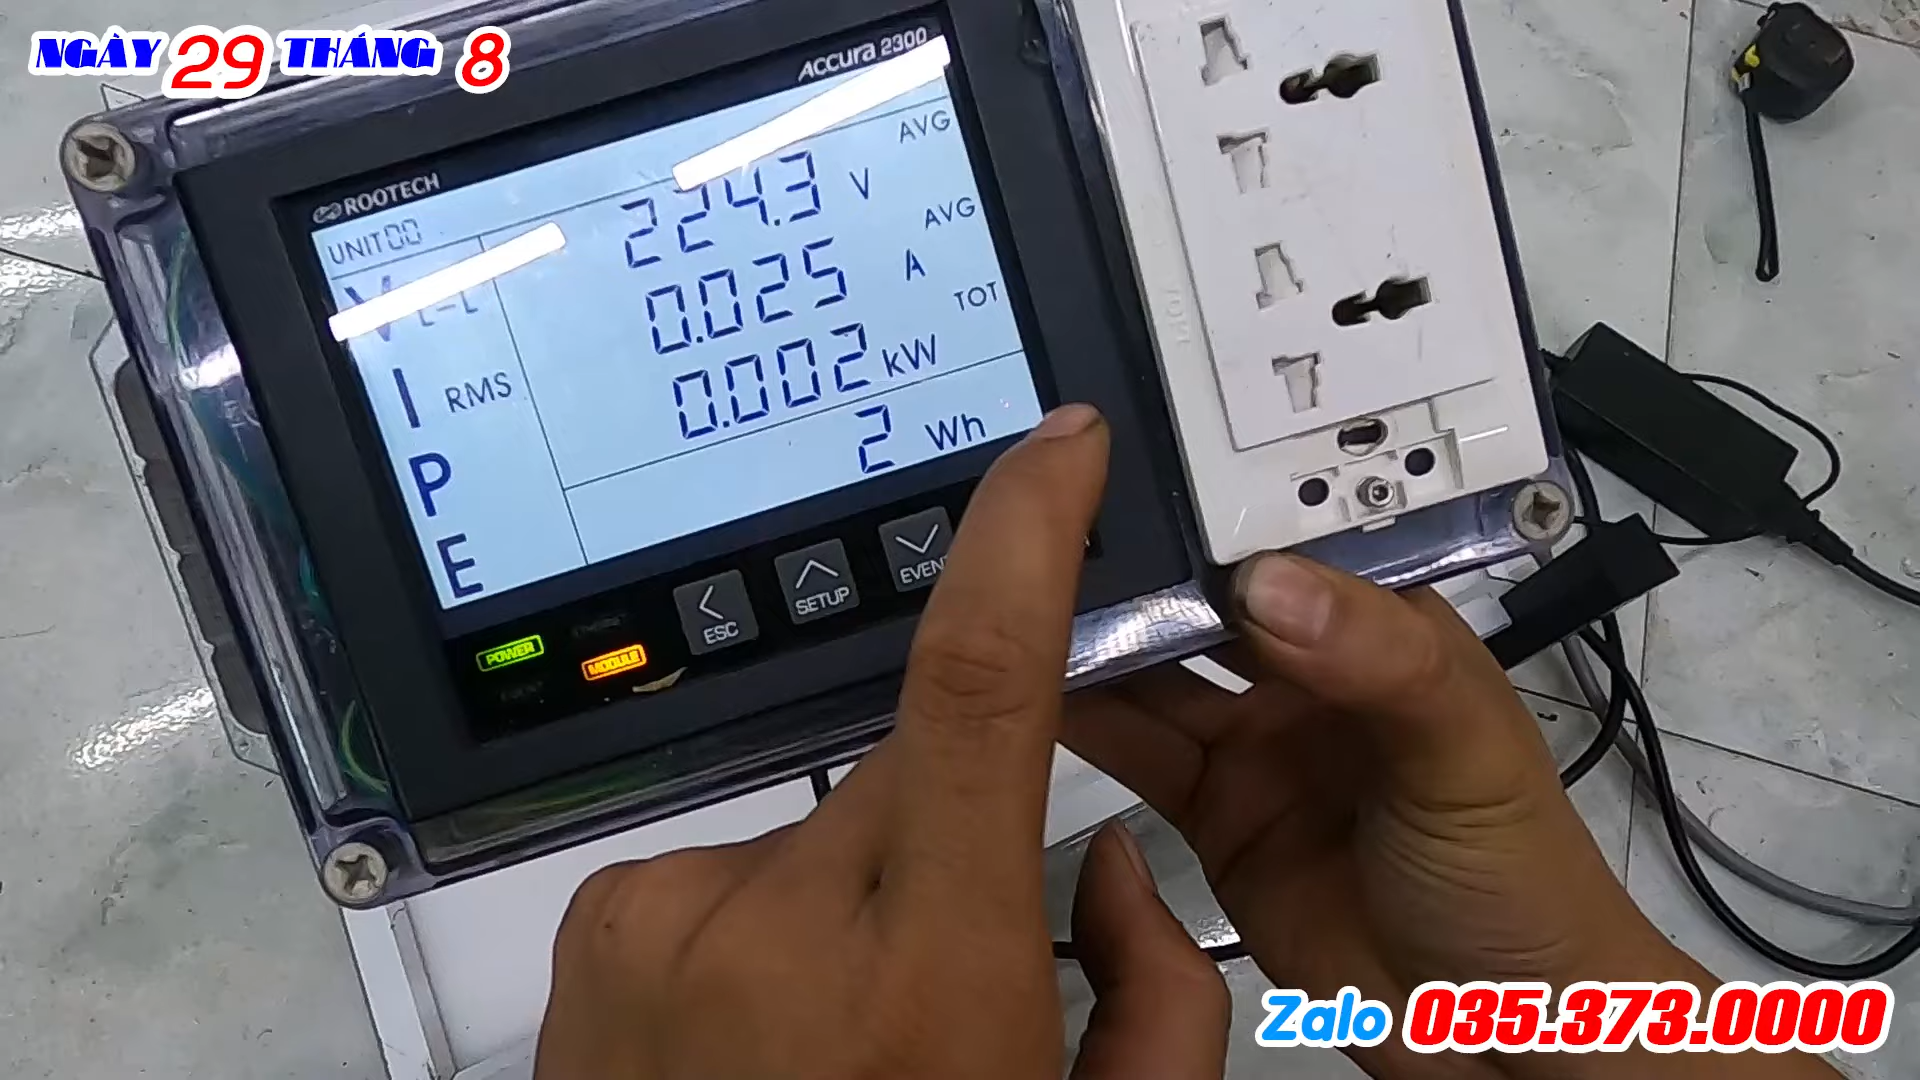 NGÀY 29 THÁNG 8
Accura 2300
ROOTECH
UNIT00
AVG
V L-L 224.3 V
AVG
I RMS 0.025 A
TOT
P 0.002 kW
E 2 Wh
ESC
SETUP
POWER
MODULE
Zalo 035.373.0000